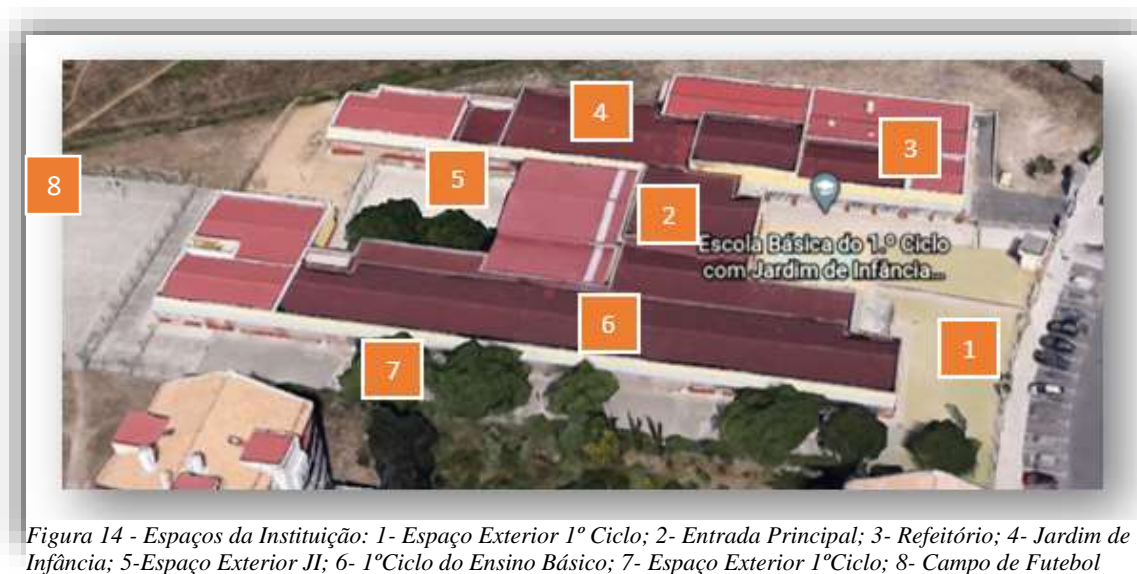 4
3
8
5
2
Escola Básica do 1.º Ciclo
com Jardim de Infância...
6
1
7
Figura 14 - Espaços da Instituição: 1- Espaço Exterior 1º Ciclo; 2- Entrada Principal; 3- Refeitório; 4- Jardim de
Infância; 5-Espaço Exterior JI; 6- 1ºCiclo do Ensino Básico; 7- Espaço Exterior 1ºCiclo; 8- Campo de Futebol